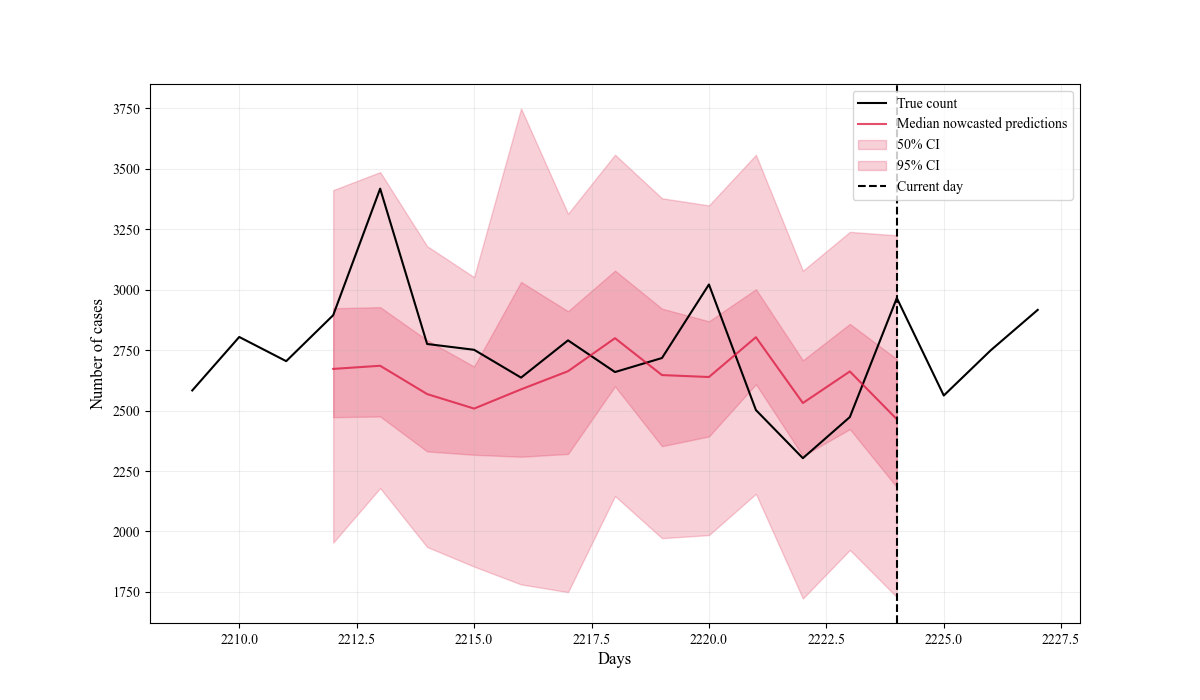 3750
3500
3250
3000
2750
2500
2250
2000
1750
Number of cases
True count
Median nowcasted predictions
50% CI
95% CI
Current day
2210.0 2212.5 2215.0 2217.5 2220.0 2222.5 2225.0 2227.5
Days